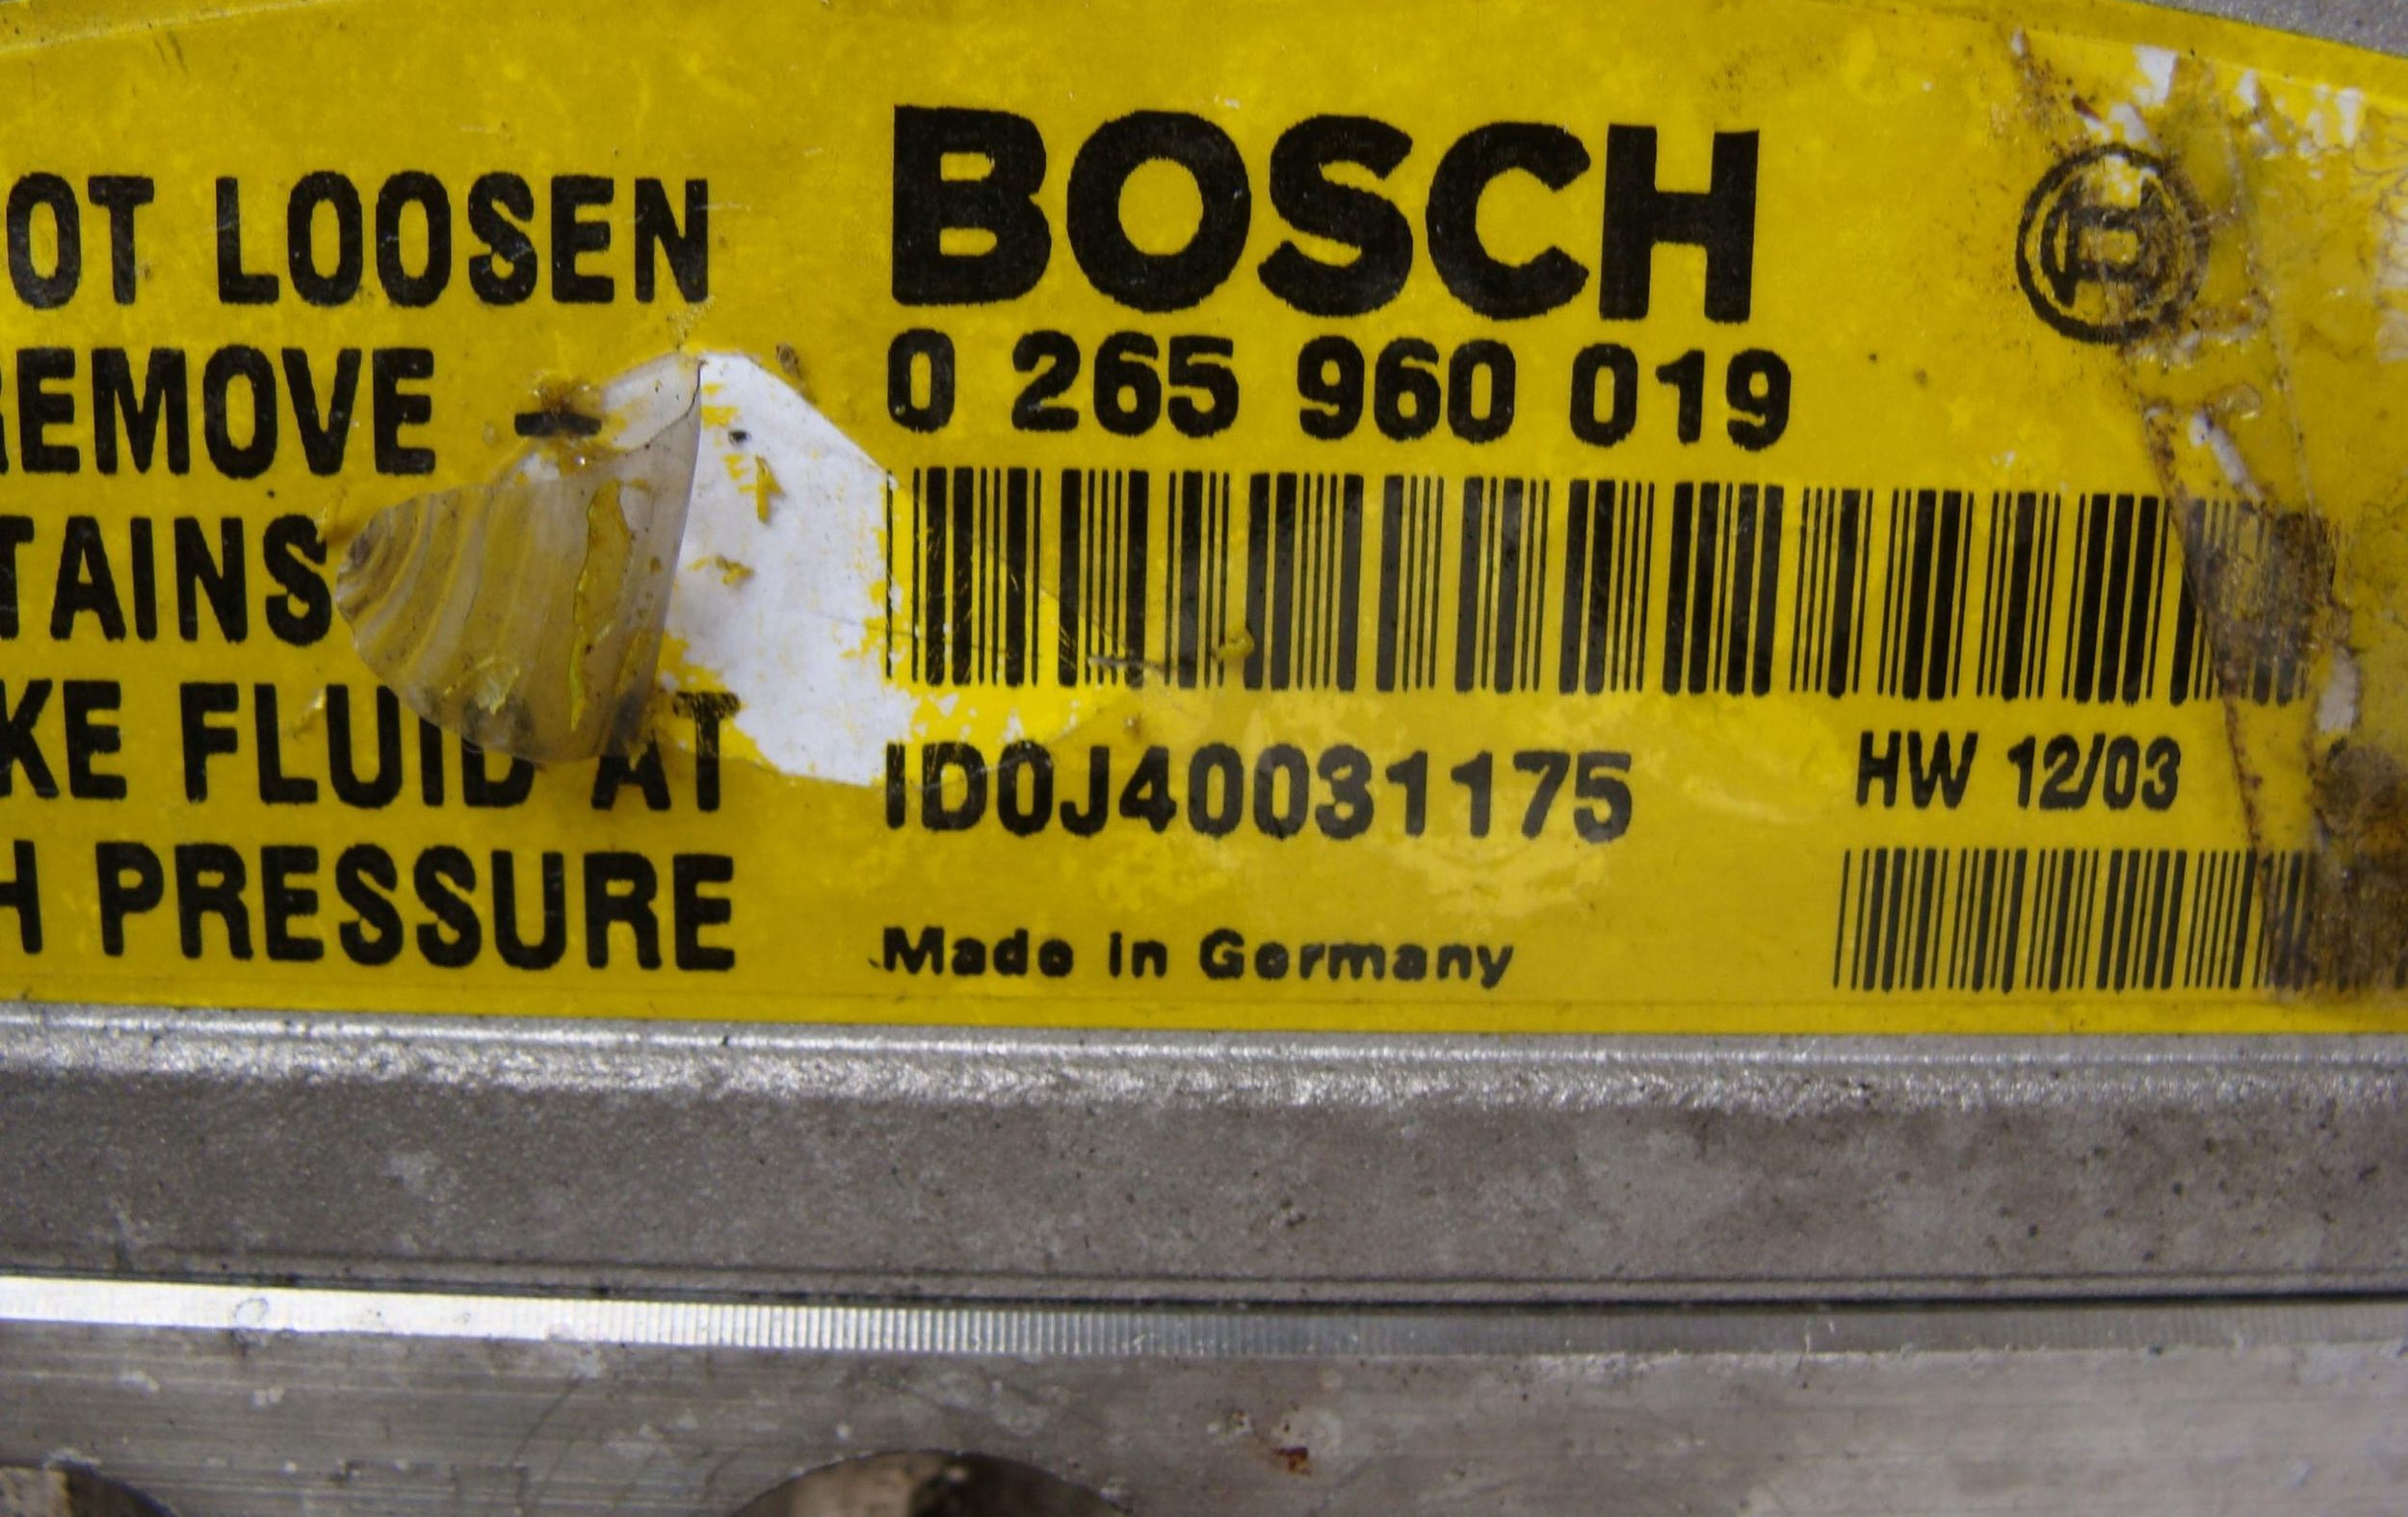 OT LOOSEN
REMOVE -
TAINS
KE FLUID AT
H PRESSURE
BOSCH
0 265 960 019
ID0J40031175
HW 12/03
Made in Germany